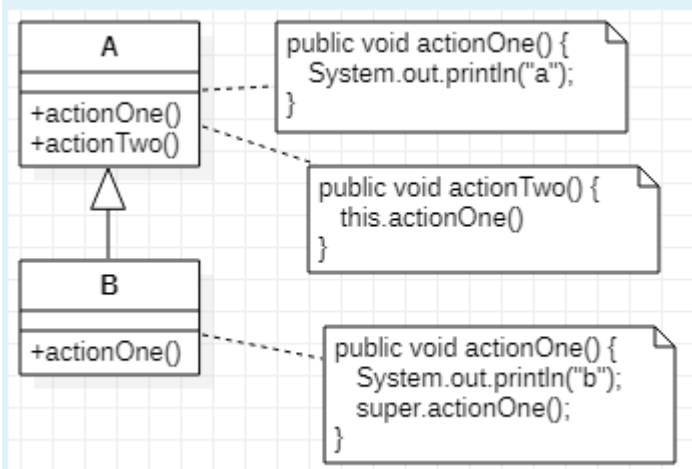 A
+actionOne()
+actionTwo()
public void actionOne() {
System.out.println("a");
}
public void actionTwo() {
this.actionOne()
}
B
+actionOne()
public void actionOne() {
System.out.println("b");
super.actionOne();
}